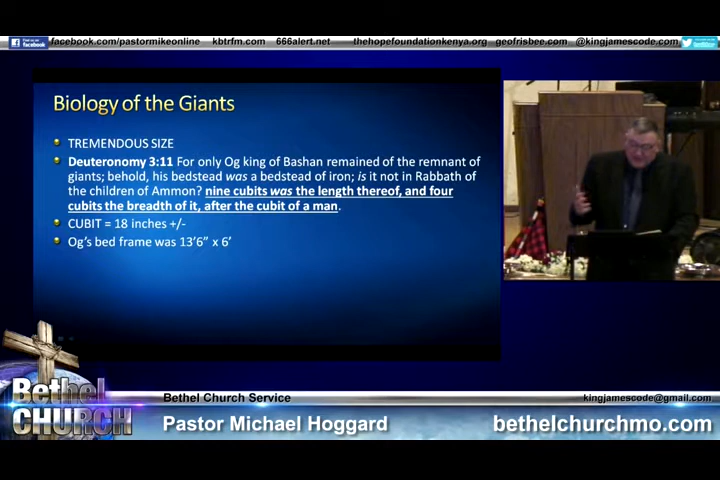 Find us on facebook
facebook.com/pastormikeonline kbtrfm.com 666alert.net thehopefoundationkenya.org geofrisbee.com @kingjamescode.com
Biology of the Giants
TREMENDOUS SIZE
Deuteronomy 3:11 For only Og king of Bashan remained of the remnant of
giants; behold, his bedstead was a bedstead of iron; is it not in Rabbath of
the children of Ammon? nine cubits was the length thereof, and four
cubits the breadth of it, after the cubit of a man.
CUBIT = 18 inches +/-
Og's bed frame was 13'6" x 6'
Bethel
CHURCH
Bethel Church Service kingjamescode@gmail.com
Pastor Michael Hoggard bethelchurchmo.com